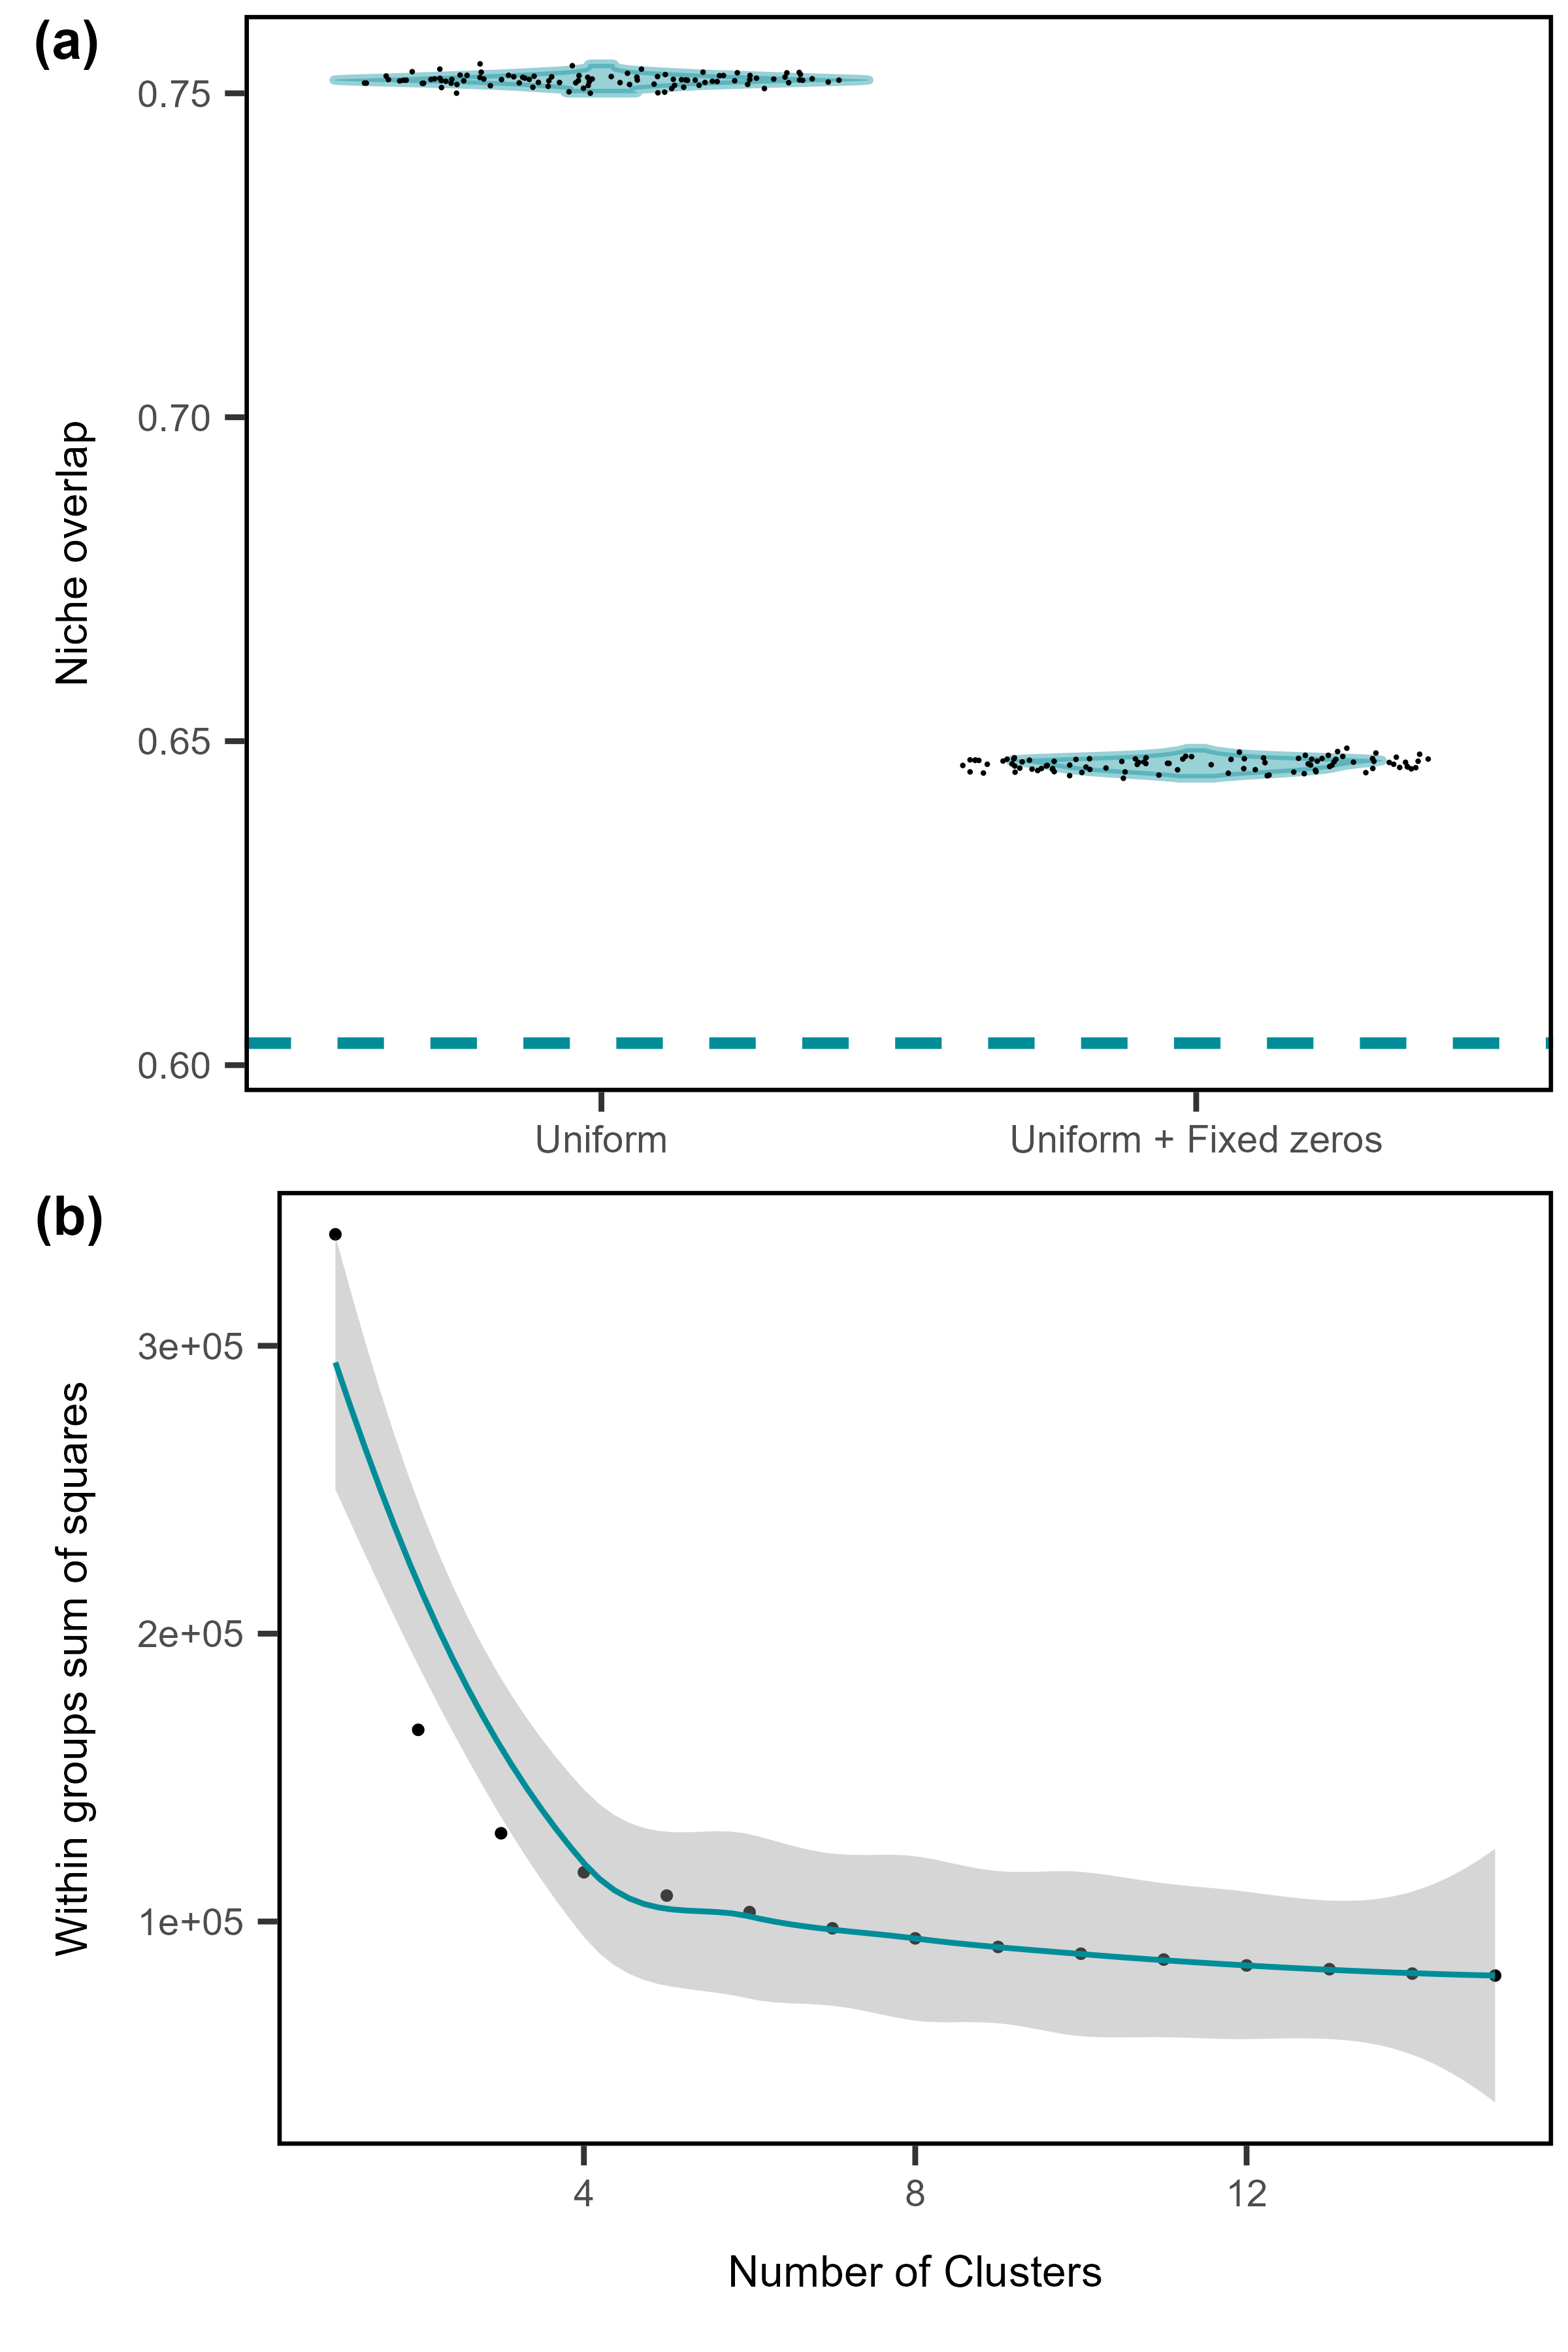 (a)
0.75
0.70
0.65
0.60
Niche overlap
Uniform
Uniform + Fixed zeros
(b)
3e+05
2e+05
1e+05
Within groups sum of squares
4
8
12
Number of Clusters